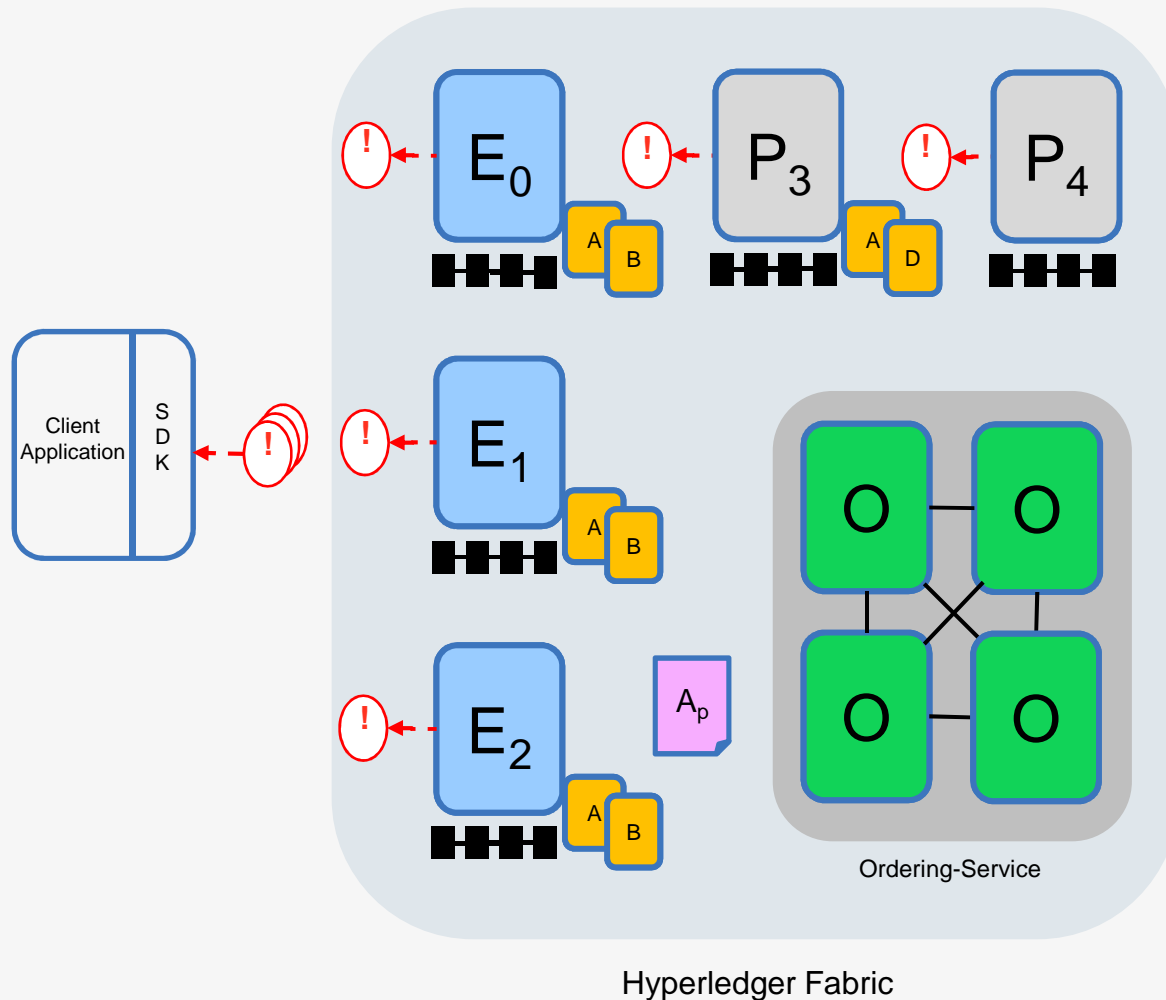 ! E₀ ! P₃ ! P₄
A B A D
Client
Application
S
D
K
! ! E₁
A B
O O
! E₂
Aₚ
O O
A B
Ordering-Service
Hyperledger Fabric